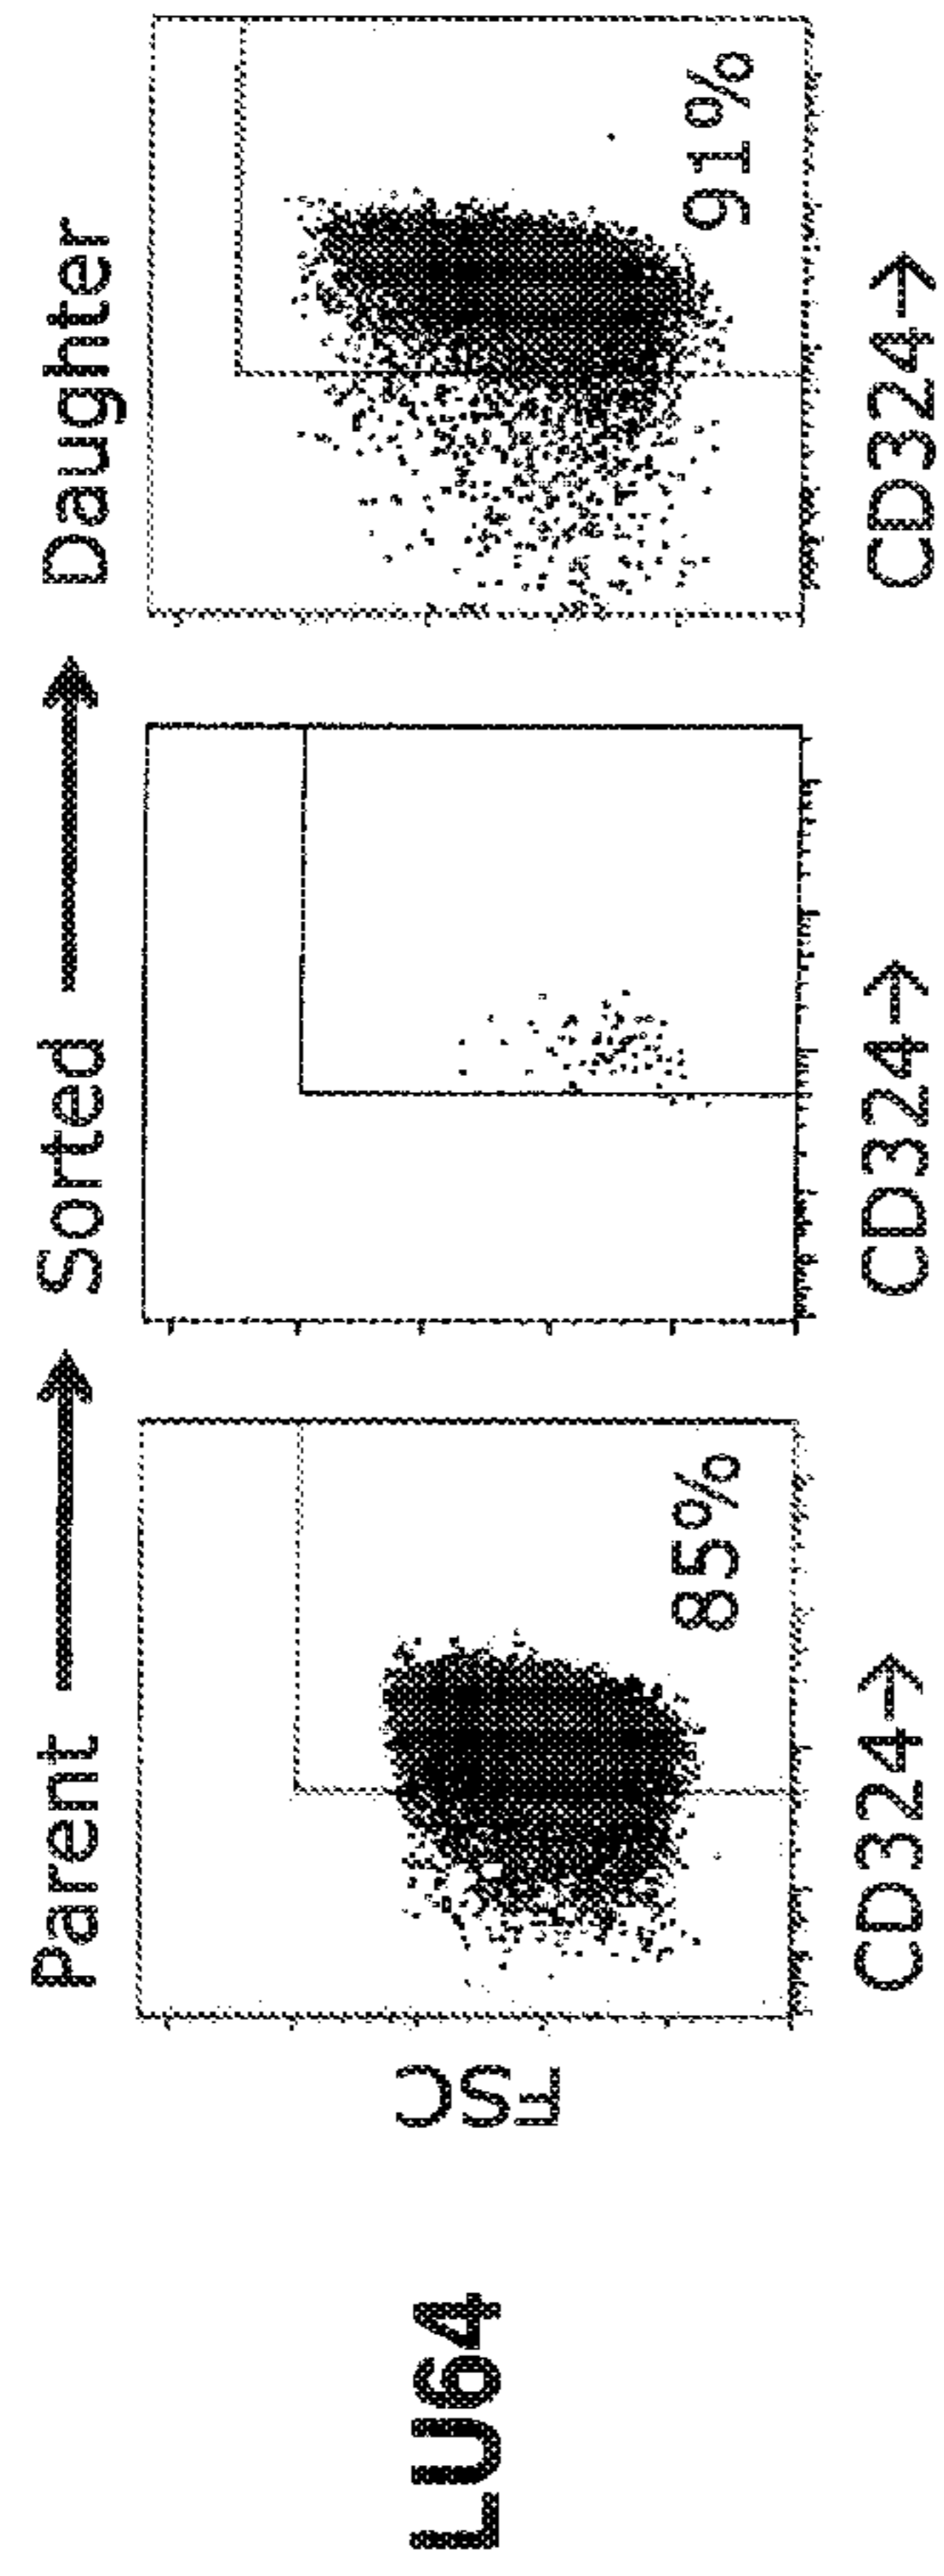 Parent → Sorted → Daughter
LU64
FSC
85%
91%
CD324→ CD324→ CD324→